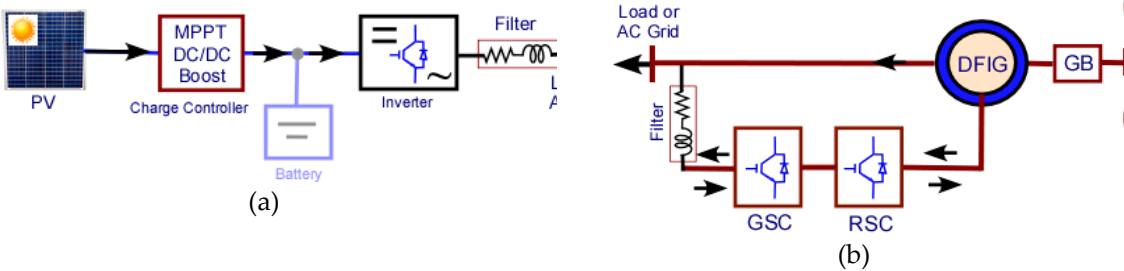 PV
MPPT
DC/DC
Boost
Charge Controller
Battery
Inverter
Filter
L
A
(a)
Load or
AC Grid
Filter
DFIG
GB
GSC
RSC
(b)